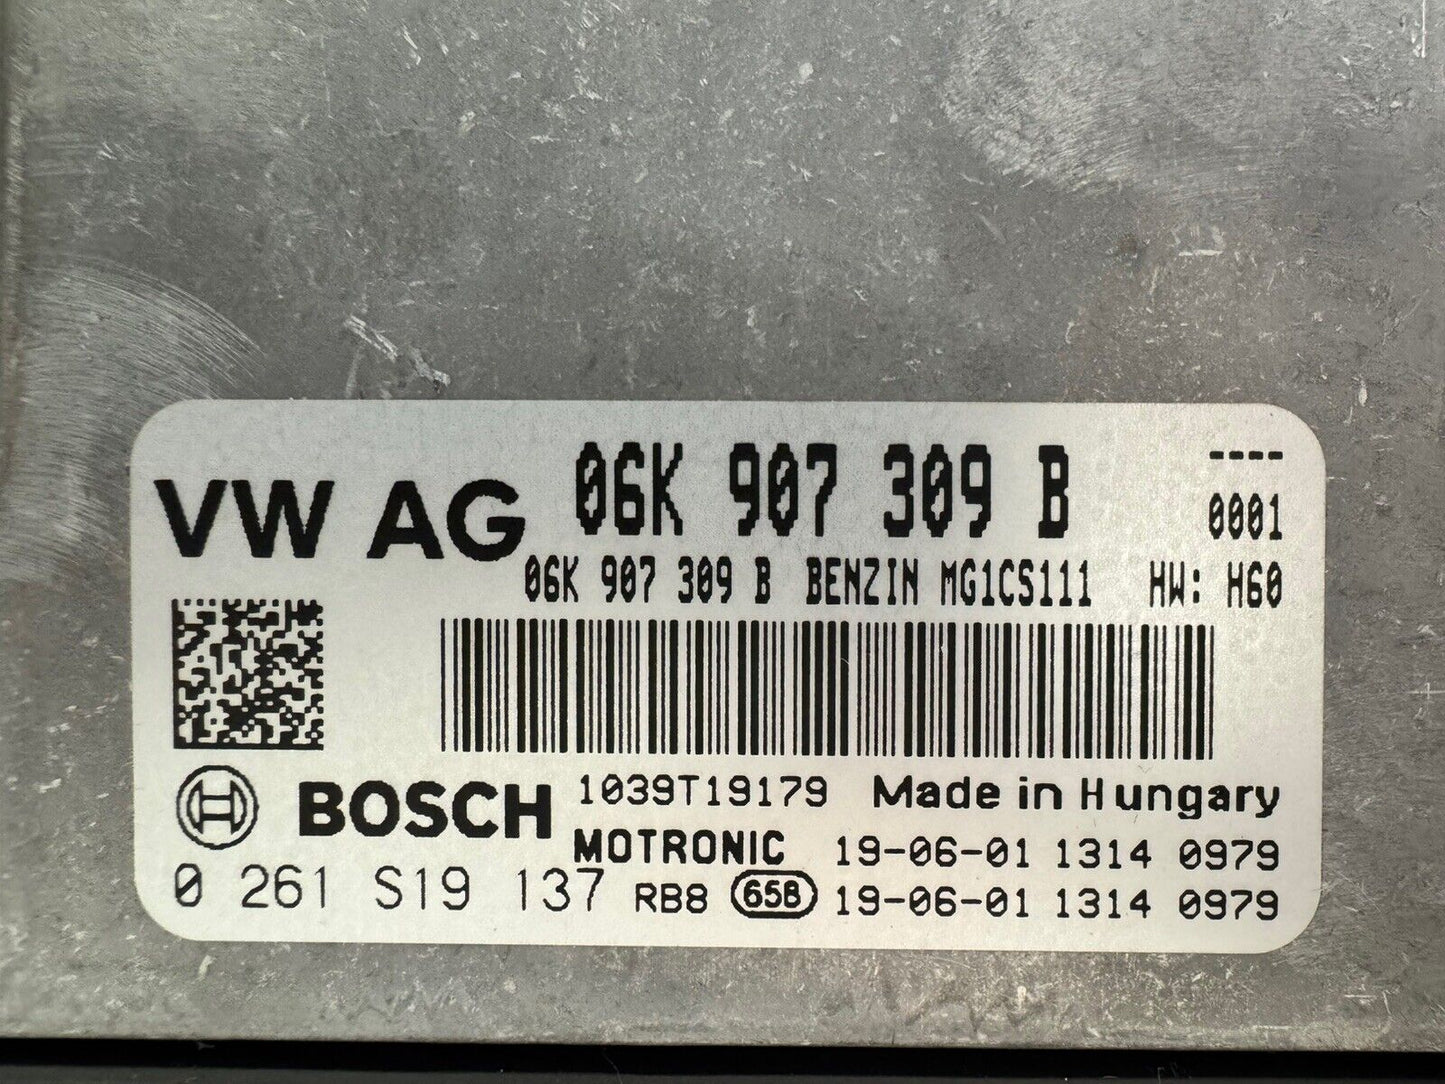 VW AG 06K 907 309 B ----
0001
06K 907 309 B BENZIN MG1CS111 HW: H60
BOSCH 1039T19179 Made in Hungary
MOTRONIC 19-06-01 1314 0979
0 261 S19 137 RB8 65B 19-06-01 1314 0979